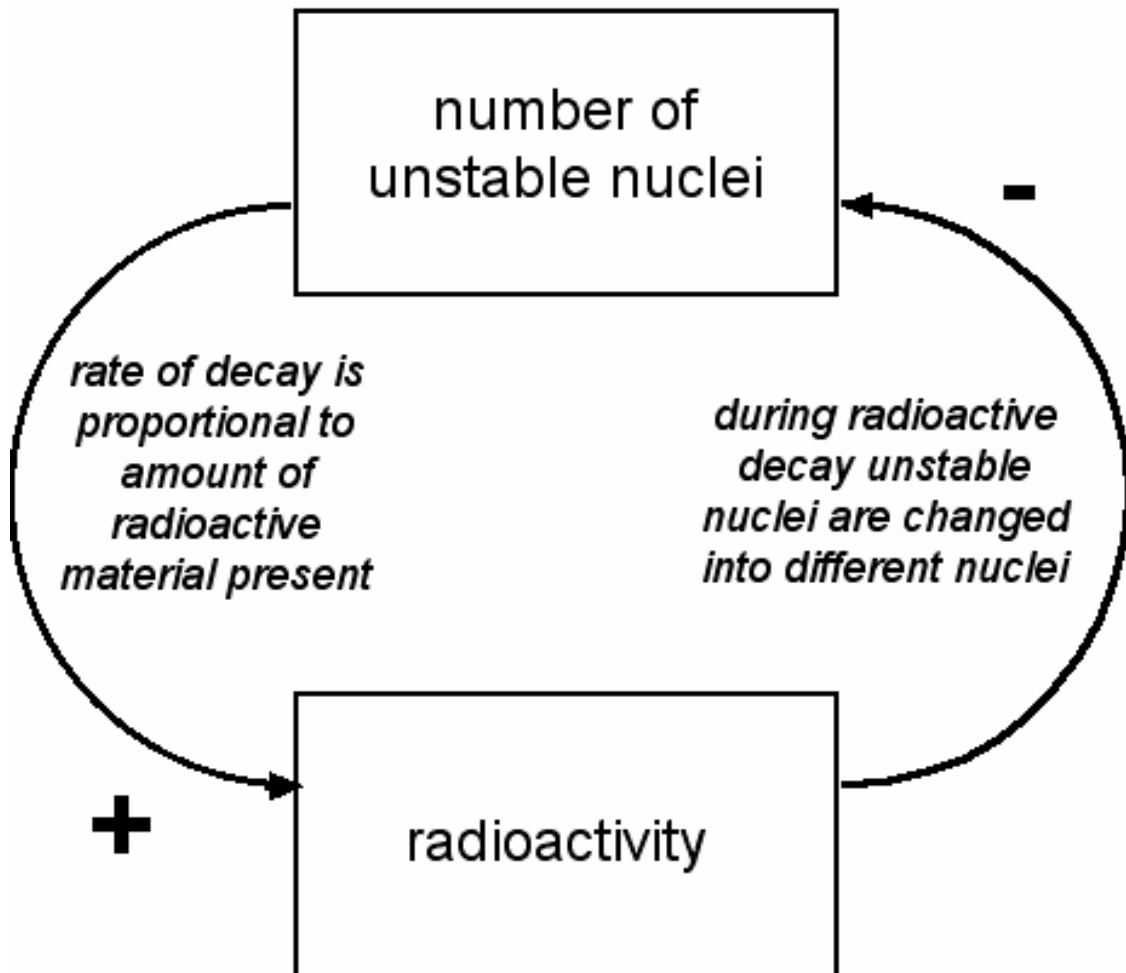 number of
unstable nuclei
-
rate of decay is
proportional to
amount of
radioactive
material present
during radioactive
decay unstable
nuclei are changed
into different nuclei
+
radioactivity